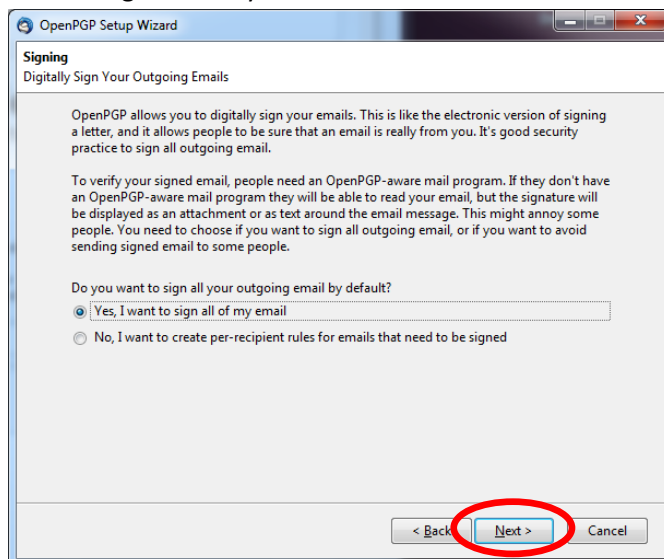 OpenPGP Setup Wizard
Signing
Digitally Sign Your Outgoing Emails
OpenPGP allows you to digitally sign your emails. This is like the electronic version of signing
a letter, and it allows people to be sure that an email is really from you. It's good security
practice to sign all outgoing email.
To verify your signed email, people need an OpenPGP-aware mail program. If they don't have
an OpenPGP-aware mail program they will be able to read your email, but the signature will
be displayed as an attachment or as text around the email message. This might annoy some
people. You need to choose if you want to sign all outgoing email, or if you want to avoid
sending signed email to some people.
Do you want to sign all your outgoing email by default?
Yes, I want to sign all of my email
No, I want to create per-recipient rules for emails that need to be signed
< Back Next > Cancel